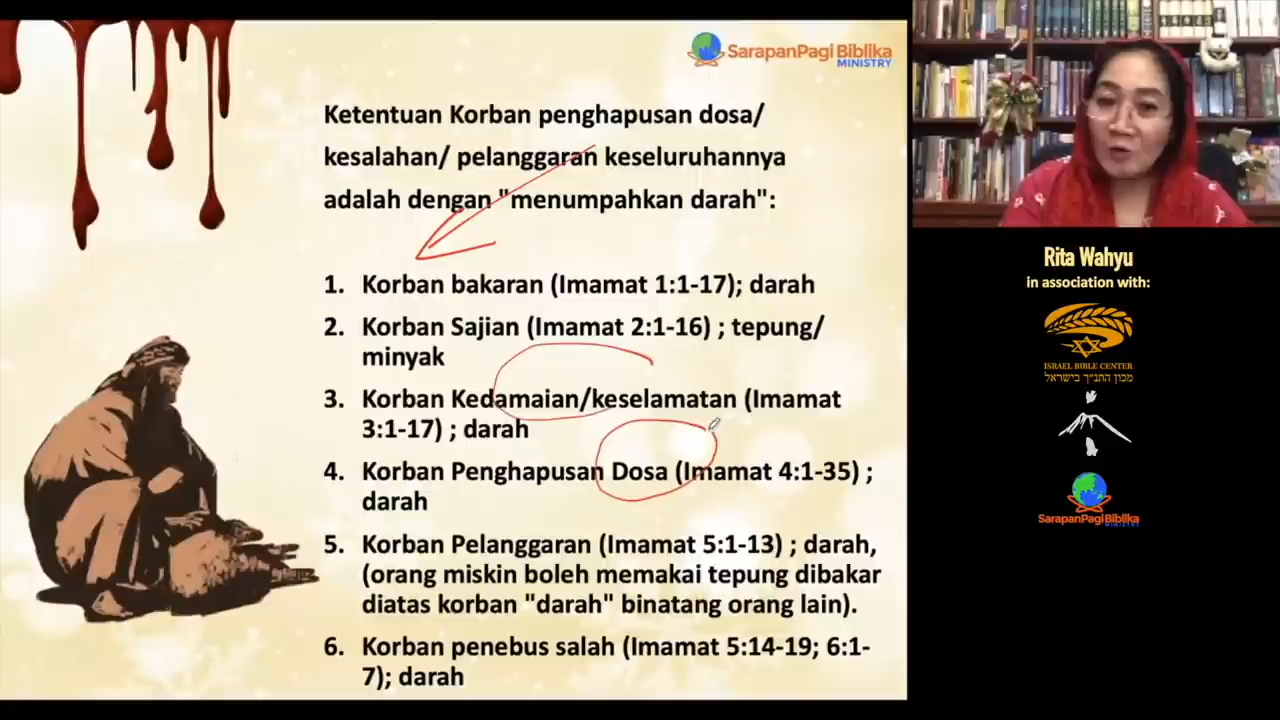 SarapanPagi Biblika
MINISTRY
Ketentuan Korban penghapusan dosa/
kesalahan/ pelanggaran keseluruhannya
adalah dengan "menumpahkan darah":
1. Korban bakaran (Imamat 1:1-17); darah
2. Korban Sajian (Imamat 2:1-16) ; tepung/
minyak
3. Korban Kedamaian/keselamatan (Imamat
3:1-17) ; darah
4. Korban Penghapusan Dosa (Imamat 4:1-35) ;
darah
5. Korban Pelanggaran (Imamat 5:1-13) ; darah,
(orang miskin boleh memakai tepung dibakar
diatas korban "darah" binatang orang lain).
6. Korban penebus salah (Imamat 5:14-19; 6:1-
7); darah
Rita Wahyu
in association with:
ISRAEL BIBLE CENTER
מכון התנ״ך בישראל
SarapanPagi Biblika